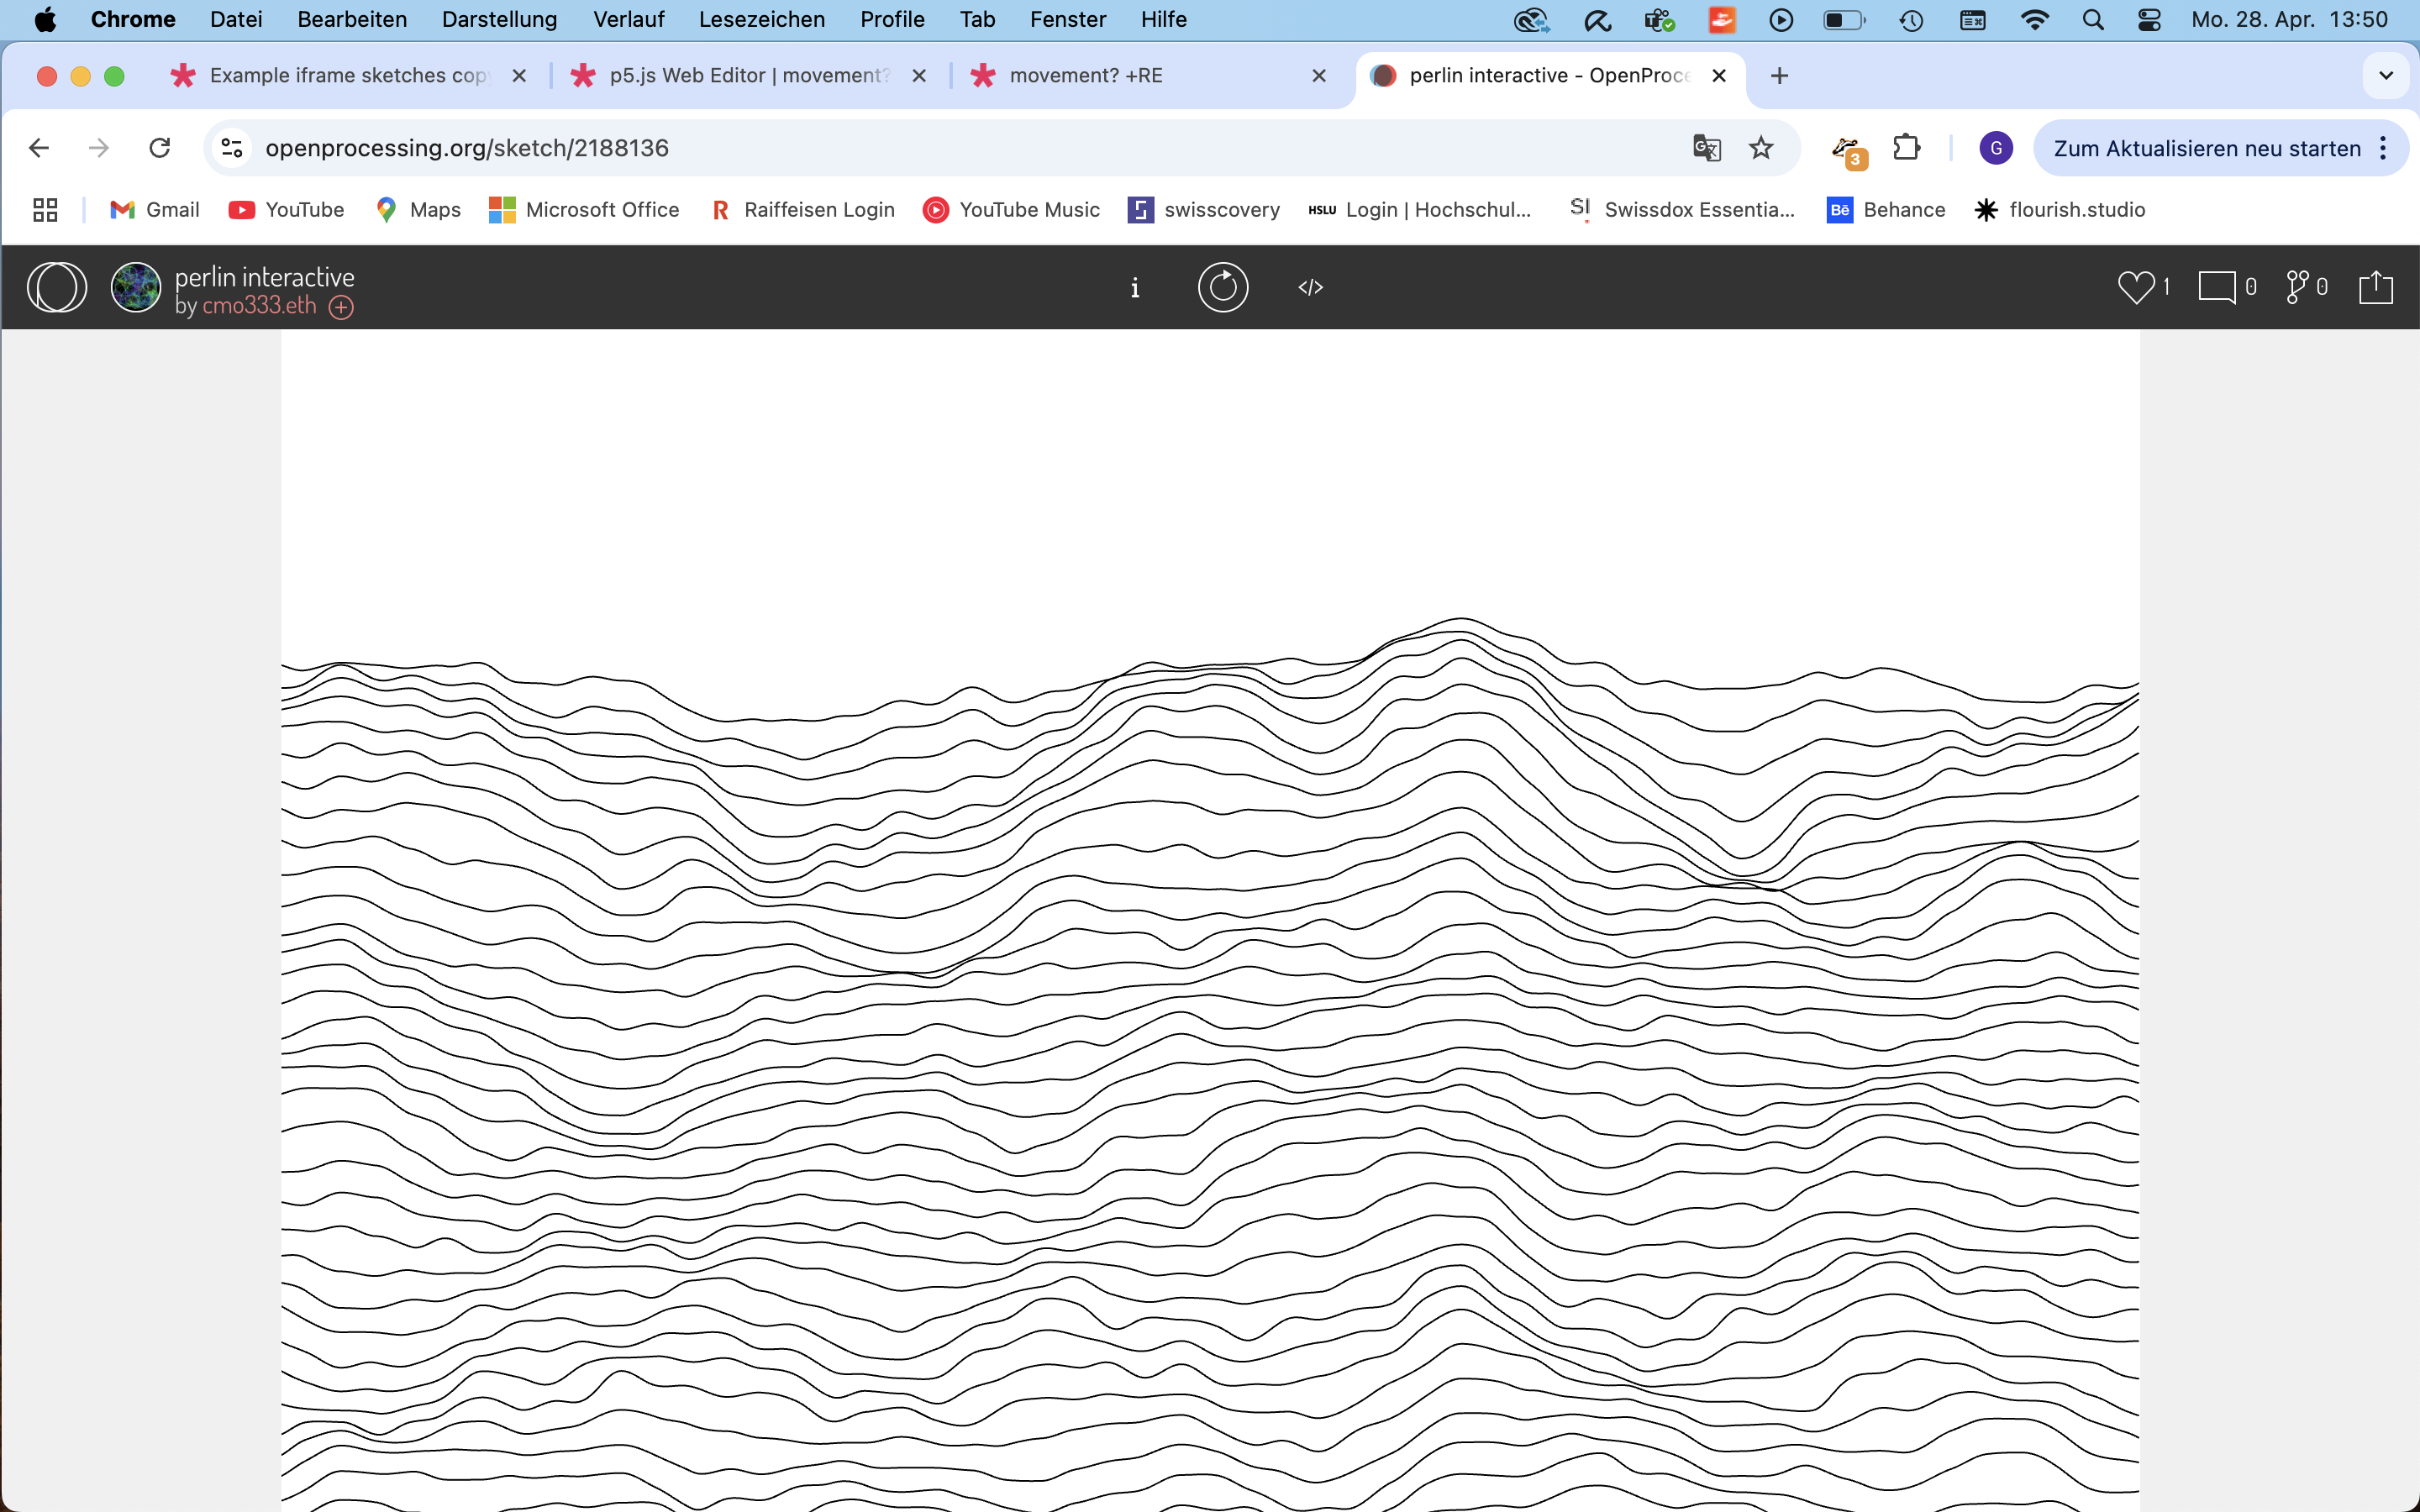 Chrome Datei Bearbeiten Darstellung Verlauf Lesezeichen Profile Tab Fenster Hilfe Mo. 28. Apr. 13:50
Example iframe sketches cop p5.js Web Editor | movement? movement? +RE perlin interactive - OpenProce
openprocessing.org/sketch/2188136 3 G Zum Aktualisieren neu starten
Gmail YouTube Maps Microsoft Office R Raiffeisen Login YouTube Music swisscovery HSLU Login | Hochschul... Swissdox Essentia... Bē Behance flourish.studio
perlin interactive i </> 1 0 0
by cmo333.eth